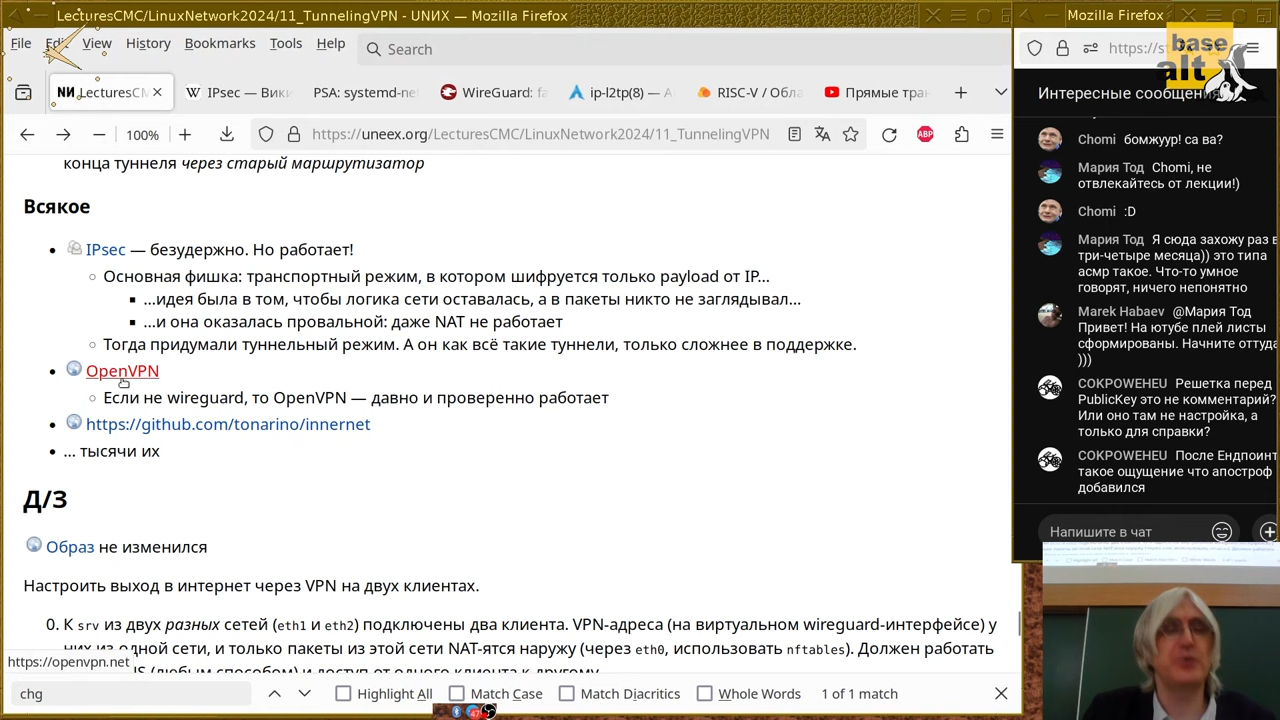 LecturesCMC/LinuxNetwork2024/11_TunnelingVPN - UNИX — Mozilla Firefox
File Edit View History Bookmarks Tools Help
Search
LecturesCM
IPsec — Вики
PSA: systemd-ne
WireGuard: fa
ip-l2tp(8) — A
RISC-V / Обла
Прямые тран
100%
https://uneex.org/LecturesCMC/LinuxNetwork2024/11_TunnelingVPN
ABP
конца туннеля через старый маршрутизатор
Всякое
IPsec — безудержно. Но работает!
Основная фишка: транспортный режим, в котором шифруется только payload от IP…
…идея была в том, чтобы логика сети оставалась, а в пакеты никто не заглядывал…
…и она оказалась провальной: даже NAT не работает
Тогда придумали туннельный режим. А он как всё такие туннели, только сложнее в поддержке.
OpenVPN
Если не wireguard, то OpenVPN — давно и проверенно работает
https://github.com/tonarino/innernet
… тысячи их
Д/З
Образ не изменился
Настроить выход в интернет через VPN на двух клиентах.
0. К srv из двух разных сетей (eth1 и eth2) подключены два клиента. VPN-адреса (на виртуальном wireguard-интерфейсе) у
них из одной сети, и только пакеты из этой сети NAT-ятся наружу (через eth0, использовать nftables). Должен работать
(любым способом) и доступ от одного клиента к другому
https://openvpn.net
chg
Highlight All Match Case Match Diacritics Whole Words 1 of 1 match
Mozilla Firefox
https://s
base
alt
Интересные сообщения
Chomi бомжуур! са ва?
Мария Тод Chomi, не
отвлекайтесь от лекции!)
Chomi :D
Мария Тод Я сюда захожу раз в
три-четыре месяца)) это типа
асмр такое. Что-то умное
говорят, ничего непонятно
Marek Habaev @Мария Тод
Привет! На ютубе плей листы
сформированы. Начните оттуда
)))
COKPOWEHEU Решетка перед
PublicKey это не комментарий?
Или оно там не настройка, а
только для справки?
COKPOWEHEU После Ендпоинт
такое ощущение что апостроф
добавился
Напишите в чат